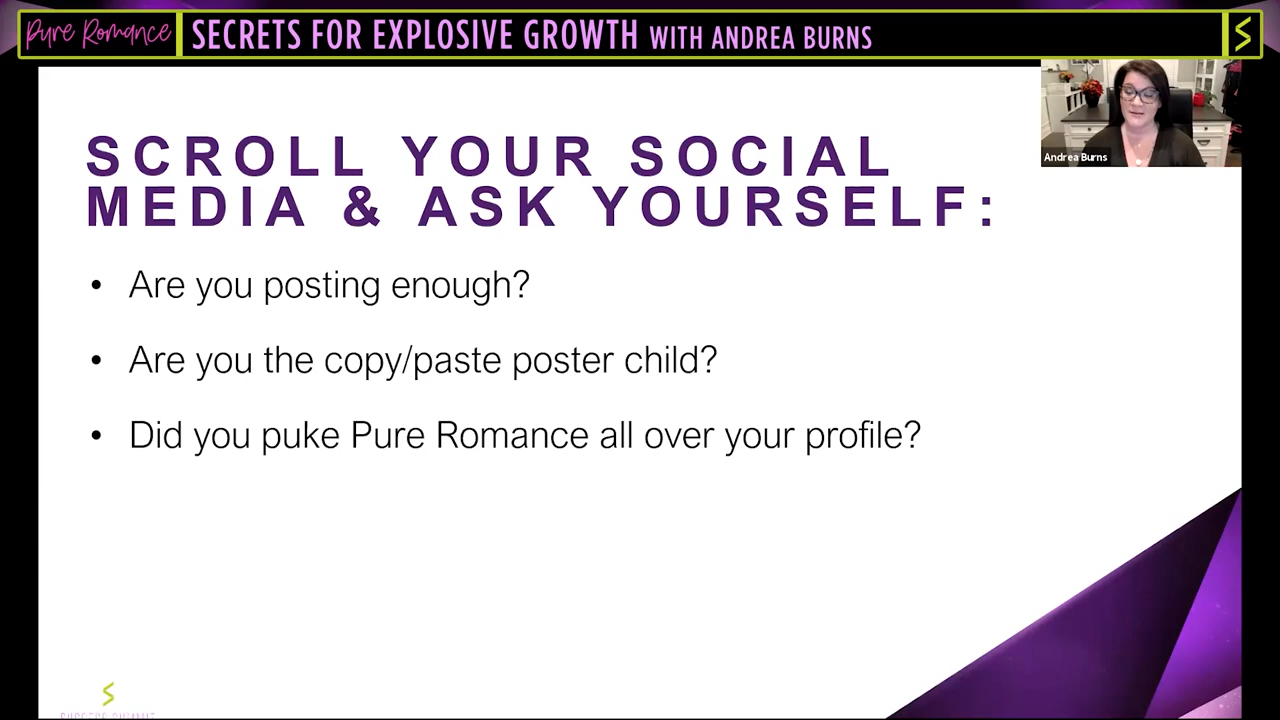 Pure Romance
SECRETS FOR EXPLOSIVE GROWTH WITH ANDREA BURNS
Andrea Burns
SCROLL YOUR SOCIAL
MEDIA & ASK YOURSELF:
• Are you posting enough?
• Are you the copy/paste poster child?
• Did you puke Pure Romance all over your profile?